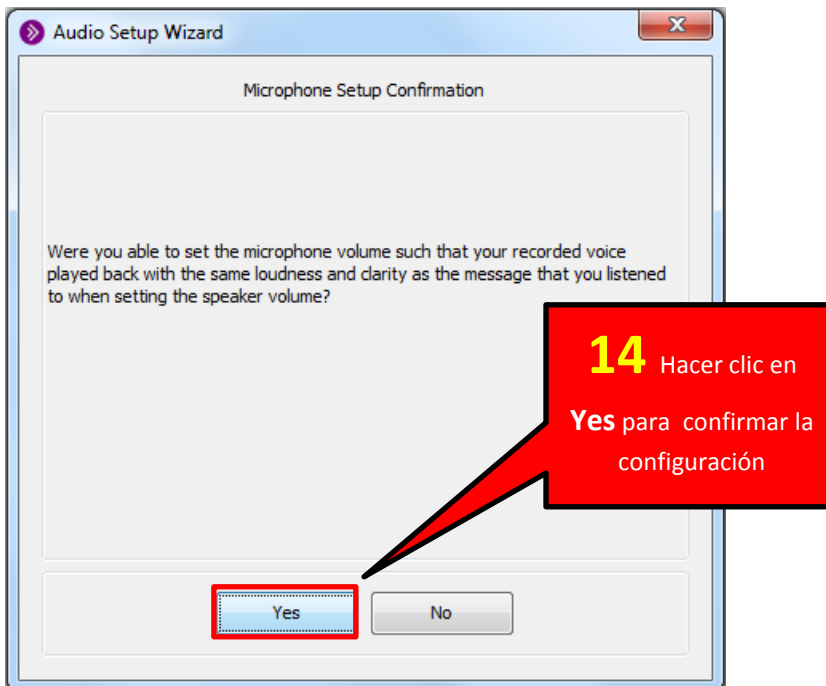 Audio Setup Wizard
Microphone Setup Confirmation
Were you able to set the microphone volume such that your recorded voice
played back with the same loudness and clarity as the message that you listened
to when setting the speaker volume?
14 Hacer clic en
Yes para confirmar la
configuración
Yes
No